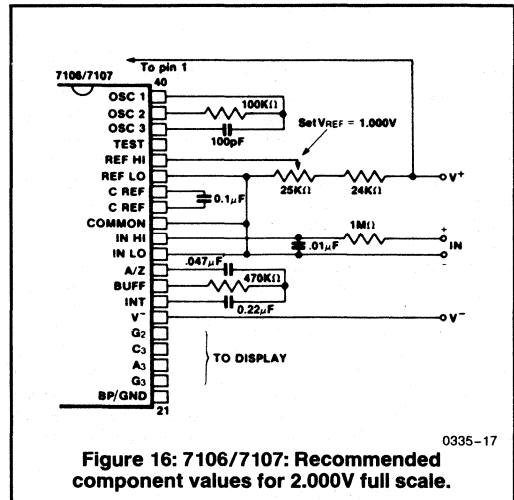 To pin 1
7106/7107
40
OSC 1
OSC 2
OSC 3
TEST
REF HI
REF LO
C REF
C REF
COMMON
IN HI
IN LO
A/Z
BUFF
INT
V⁻
G₂
C₃
A₃
G₃
BP/GND
21
100KΩ
100pF
Set VREF = 1.000V
25KΩ
24KΩ
V⁺
0.1µF
1MΩ
.01µF
+
IN
-
.047µF
470KΩ
0.22µF
V⁻
TO DISPLAY
0335-17
Figure 16: 7106/7107: Recommended
component values for 2.000V full scale.